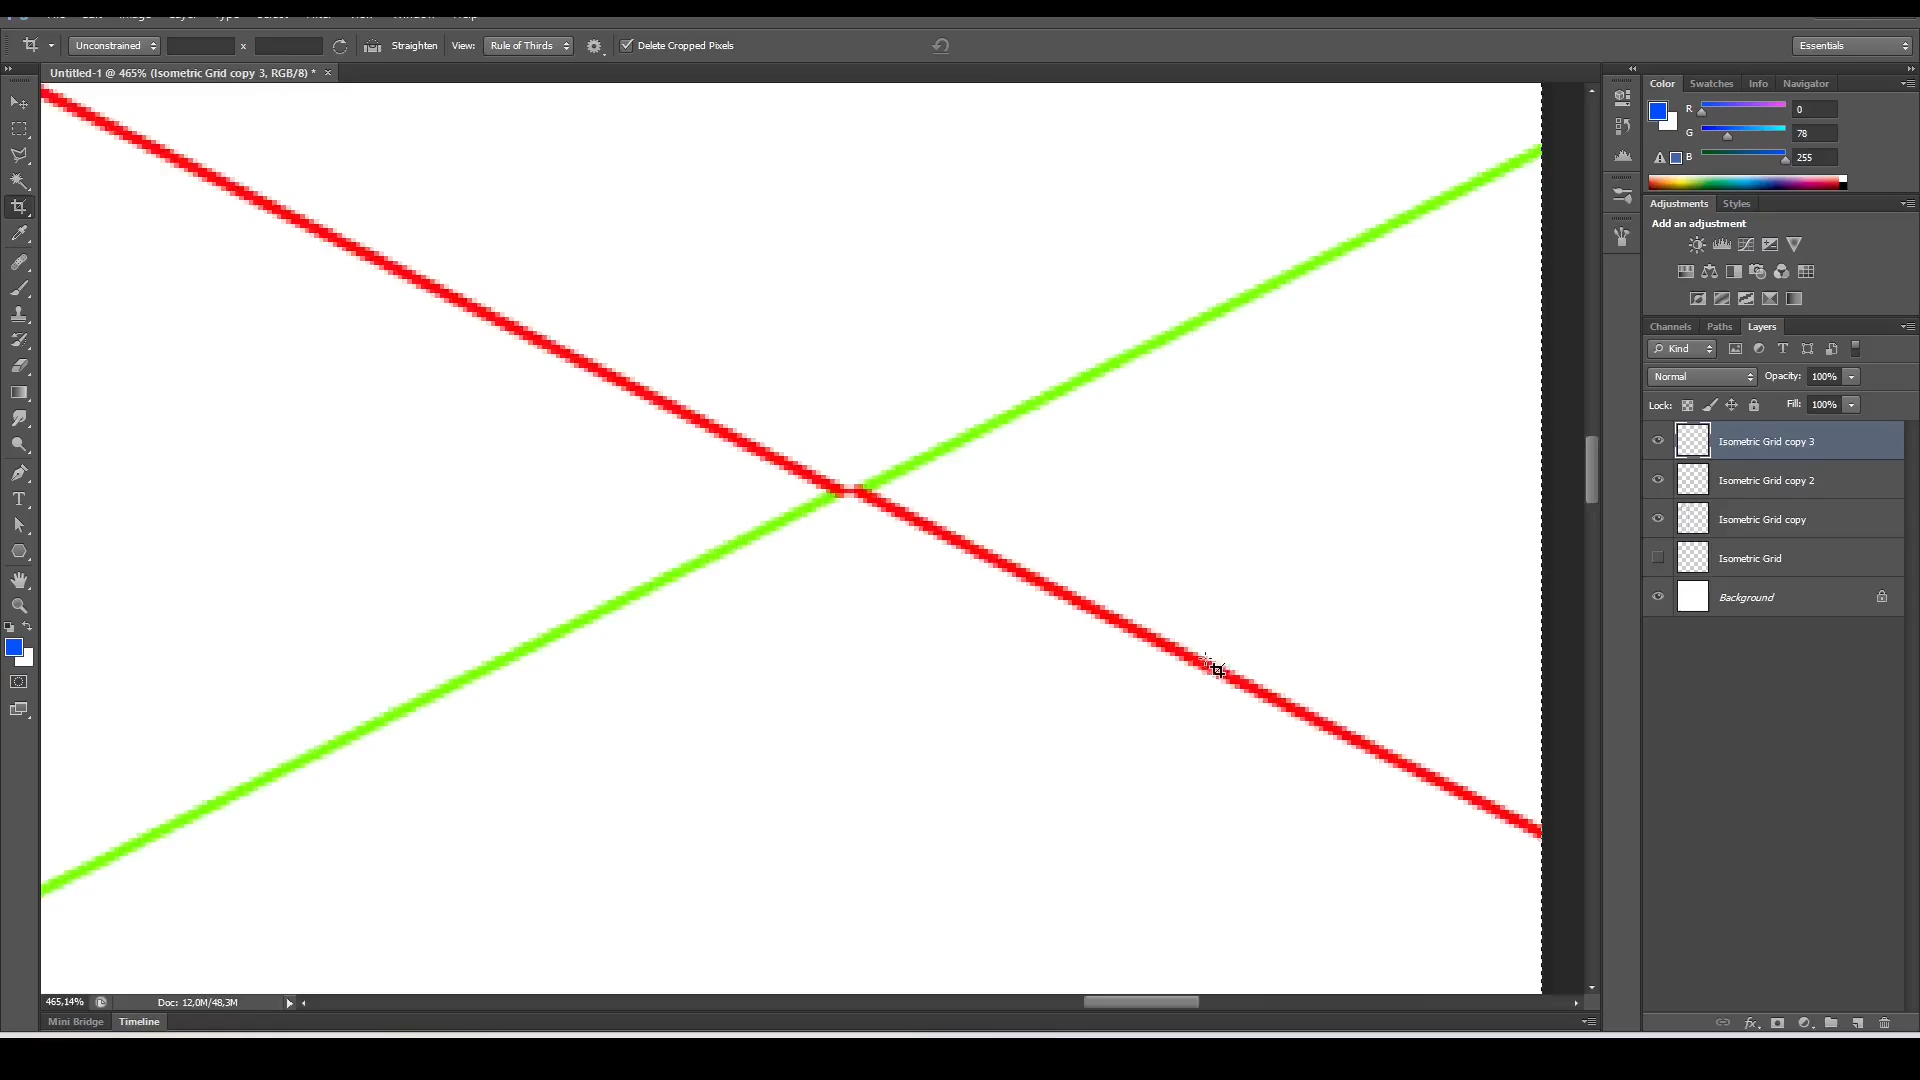 Unconstrained x Straighten View: Rule of Thirds Delete Cropped Pixels Essentials
Untitled-1 @ 465% (Isometric Grid copy 3, RGB/8) * ×
Color Swatches Info Navigator
R 0
G 78
B 255
Adjustments Styles
Add an adjustment
Channels Paths Layers
Kind T
Normal Opacity: 100%
Lock: Fill: 100%
Isometric Grid copy 3
Isometric Grid copy 2
Isometric Grid copy
Isometric Grid
Background
T
465,14% Doc: 12,0M/48,3M
Mini Bridge Timeline
fx